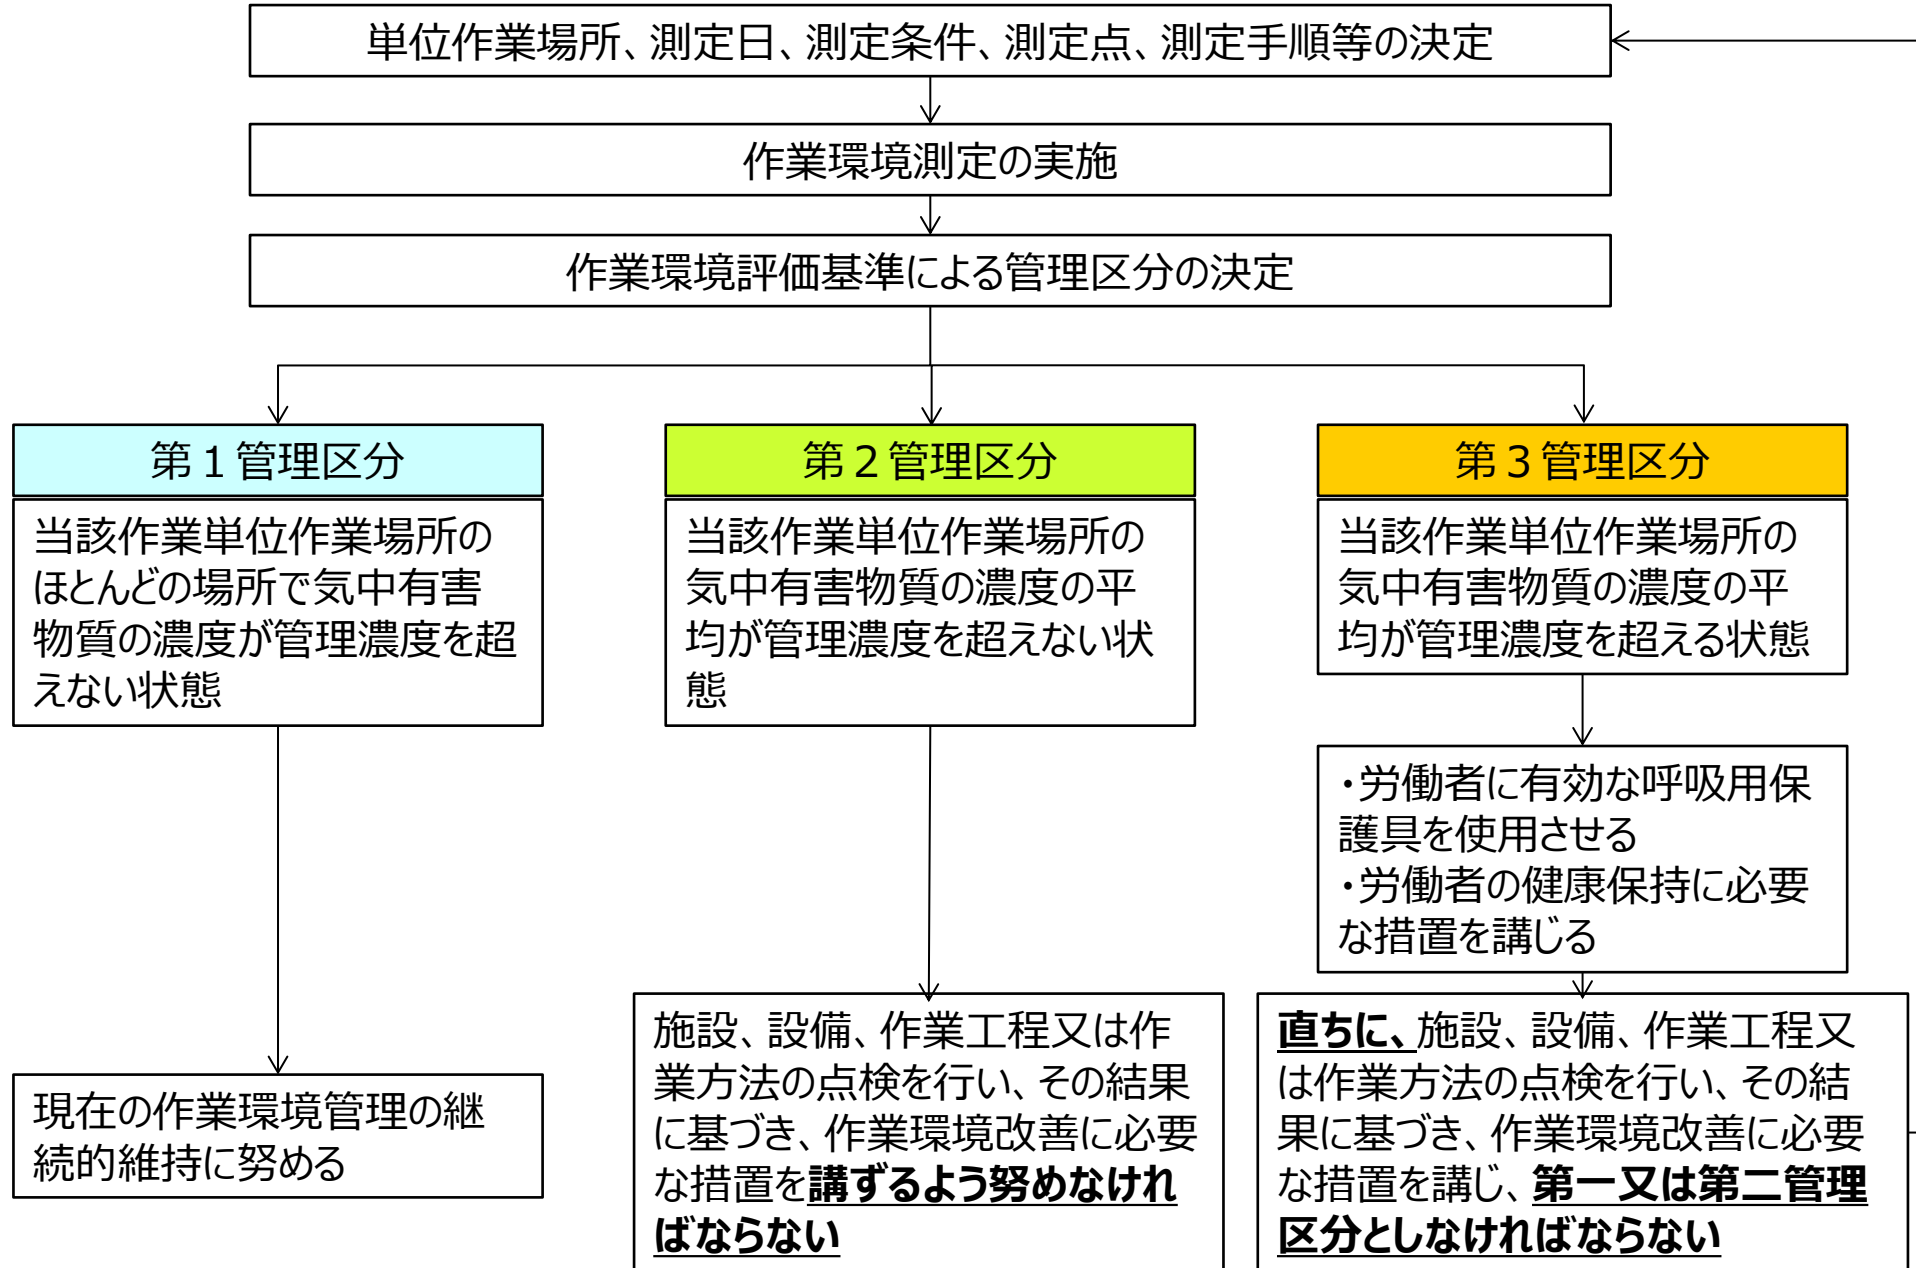 単位作業場所、測定日、測定条件、測定点、測定手順等の決定
作業環境測定の実施
作業環境評価基準による管理区分の決定
第１管理区分
当該作業単位作業場所の
ほとんどの場所で気中有害
物質の濃度が管理濃度を超
えない状態
現在の作業環境管理の継
続的維持に努める
第２管理区分
当該作業単位作業場所の
気中有害物質の濃度の平
均が管理濃度を超えない状
態
施設、設備、作業工程又は作
業方法の点検を行い、その結果
に基づき、作業環境改善に必要
な措置を講ずるよう努めなけれ
ばならない
第３管理区分
当該作業単位作業場所の
気中有害物質の濃度の平
均が管理濃度を超える状態
・労働者に有効な呼吸用保
護具を使用させる
・労働者の健康保持に必要
な措置を講じる
直ちに、施設、設備、作業工程又
は作業方法の点検を行い、その結
果に基づき、作業環境改善に必要
な措置を講じ、第一又は第二管理
区分としなければならない